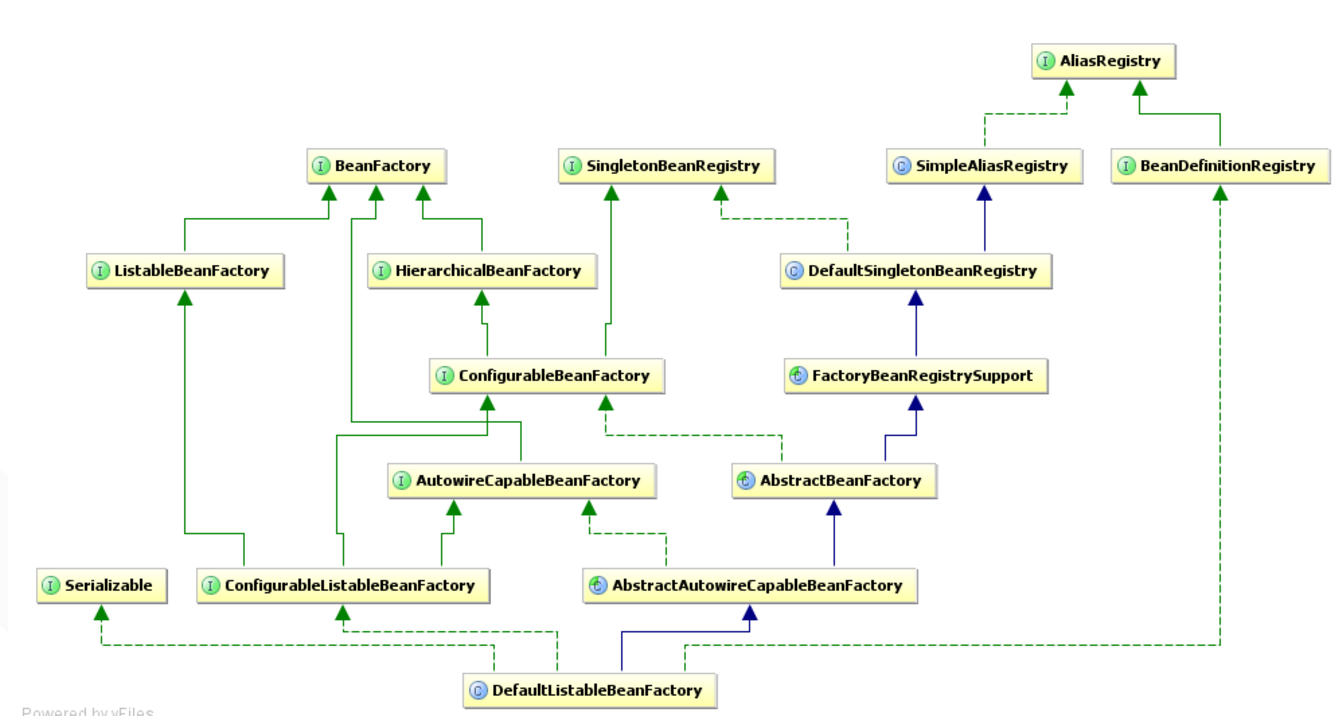 AliasRegistry
BeanFactory
SingletonBeanRegistry
SimpleAliasRegistry
BeanDefinitionRegistry
ListableBeanFactory
HierarchicalBeanFactory
DefaultSingletonBeanRegistry
ConfigurableBeanFactory
FactoryBeanRegistrySupport
AutowireCapableBeanFactory
AbstractBeanFactory
Serializable
ConfigurableListableBeanFactory
AbstractAutowireCapableBeanFactory
DefaultListableBeanFactory
Powered by yFiles